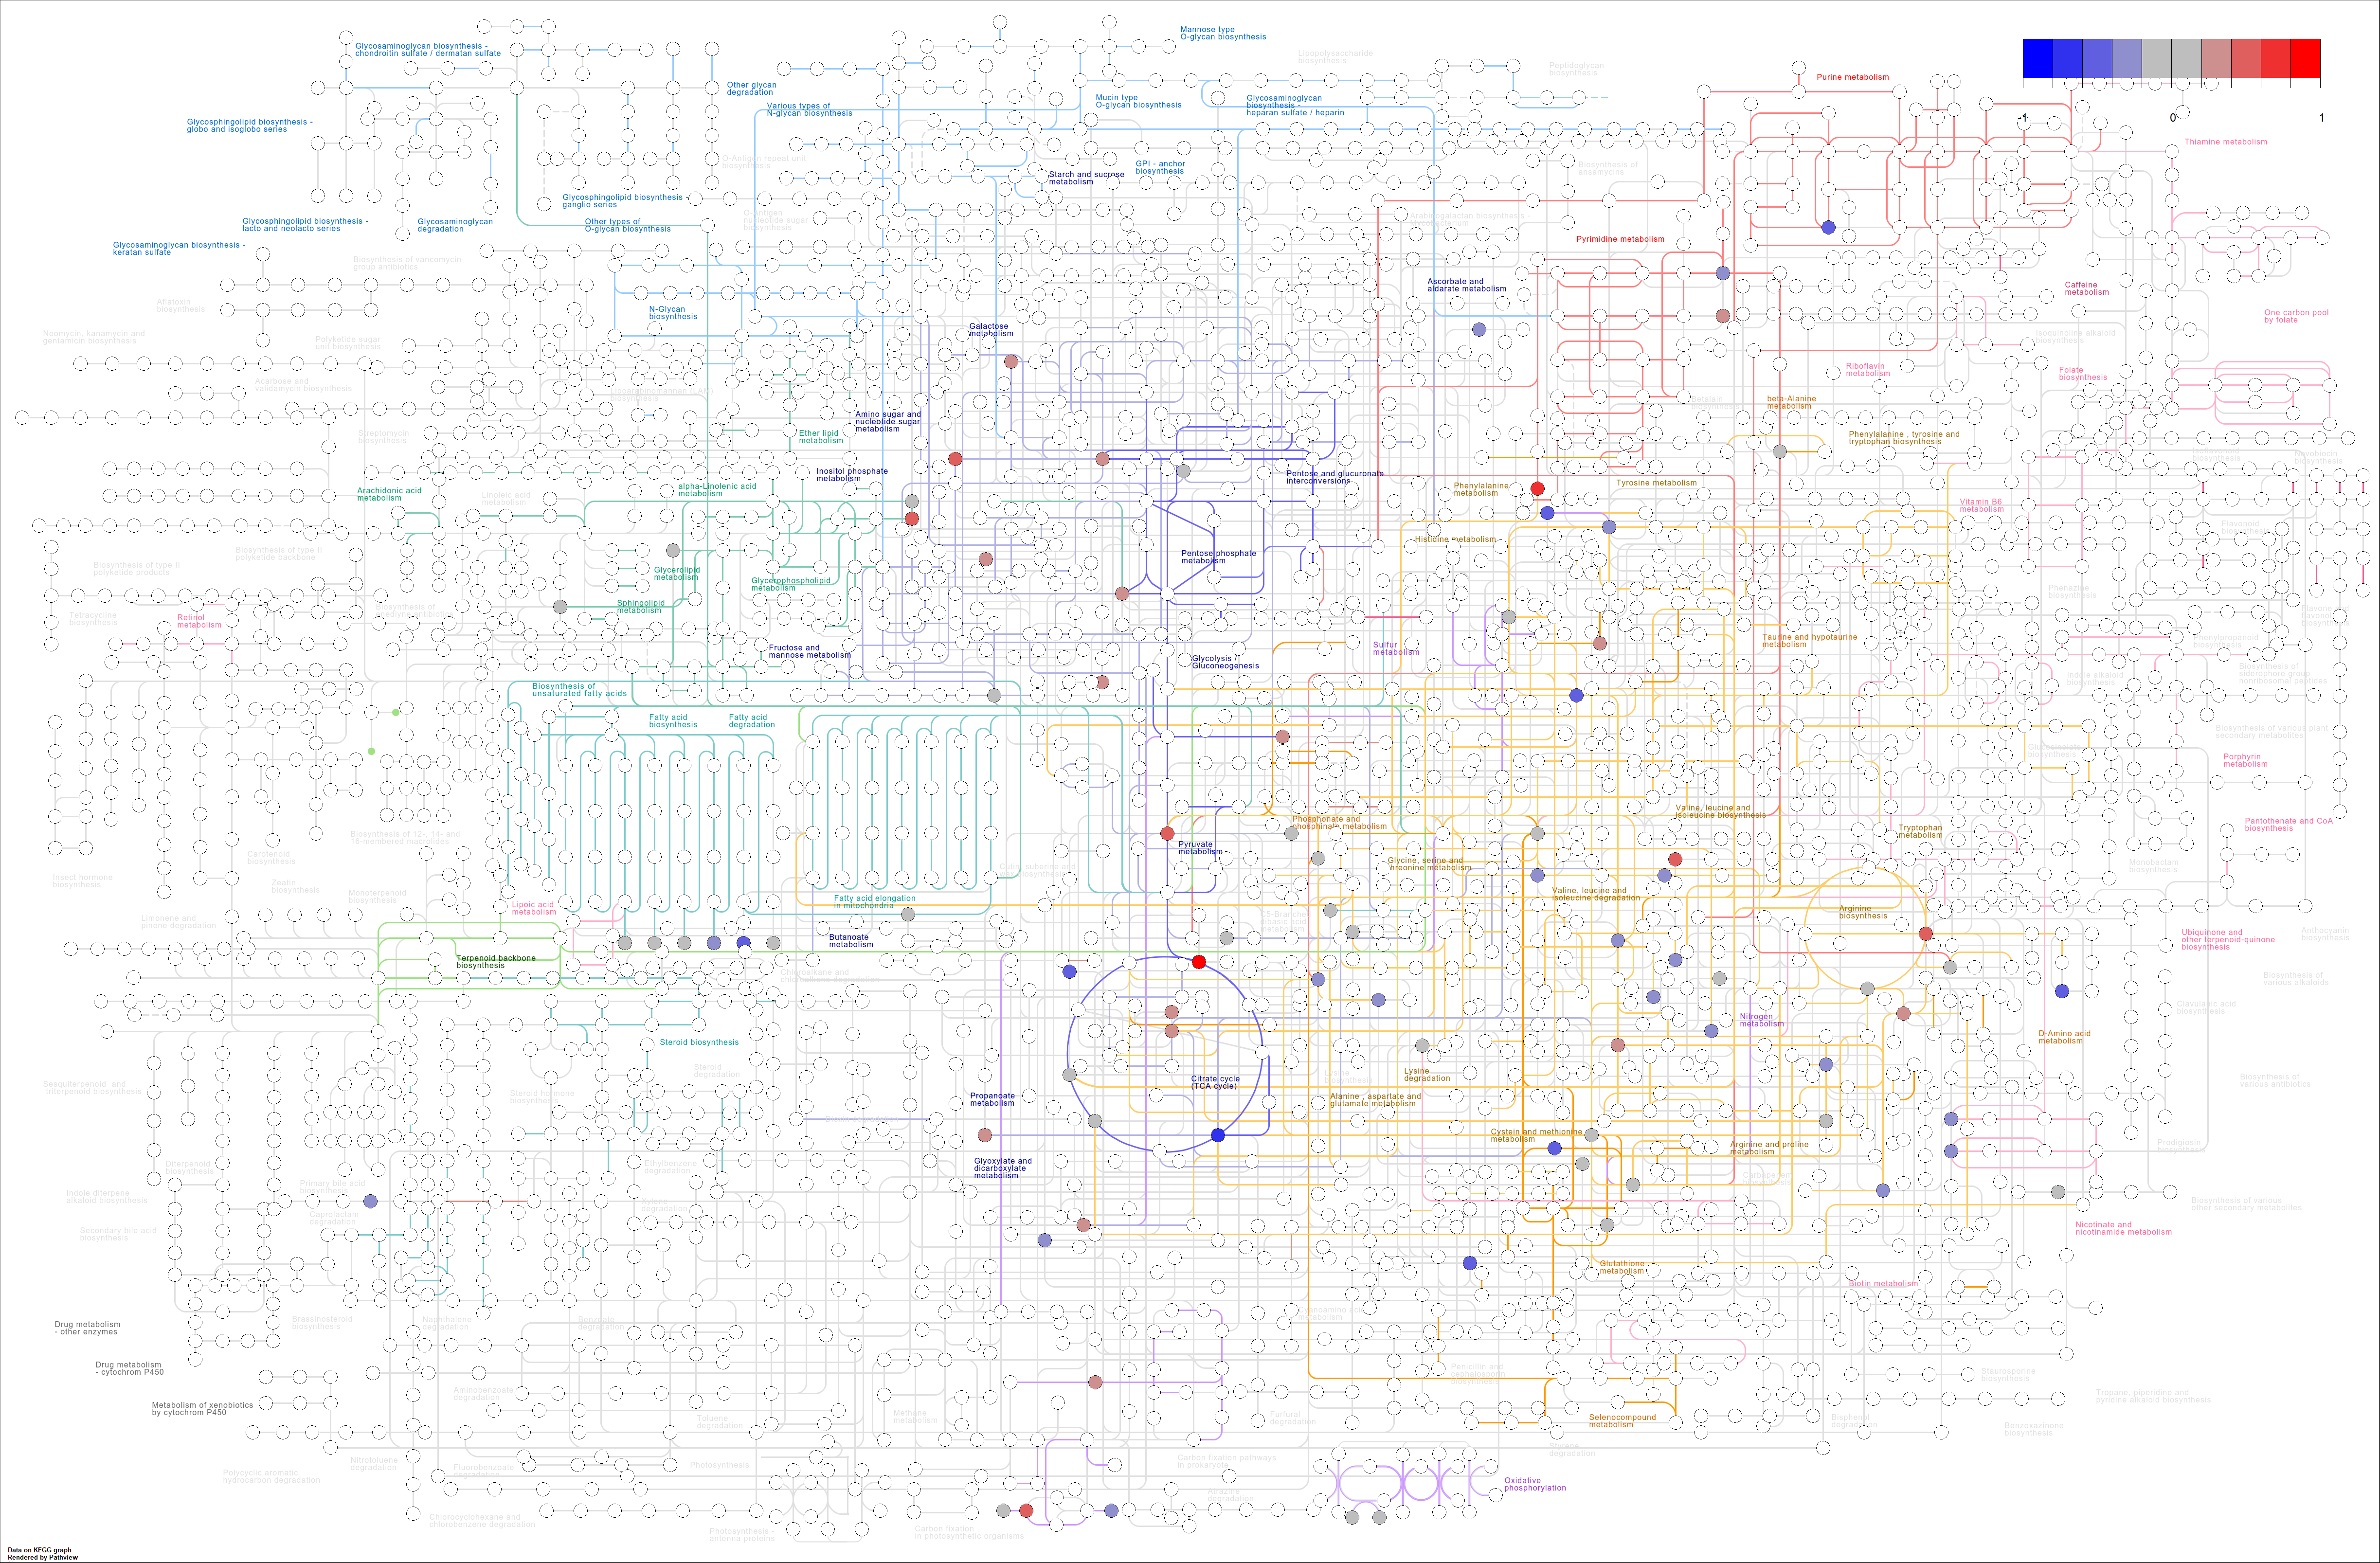 Mannose type
O-glycan biosynthesis
Glycosaminoglycan biosynthesis -
chondroitin sulfate / dermatan sulfate
Lipopolysaccharide
biosynthesis
Peptidoglycan
biosynthesis
Purine metabolism
Other glycan
degradation
Various types of
N-glycan biosynthesis
Mucin type
O-glycan biosynthesis
Glycosaminoglycan
biosynthesis -
heparan sulfate / heparin
-1
0
1
Glycosphingolipid biosynthesis -
globo and isoglobo series
Thiamine metabolism
O-Antigen repeat unit
biosynthesis
GPI - anchor
biosynthesis
Starch and sucrose
metabolism
Biosynthesis of
ansamycins
Glycosphingolipid biosynthesis -
ganglio series
Glycosphingolipid biosynthesis -
lacto and neolacto series
Glycosaminoglycan
degradation
Other types of
O-glycan biosynthesis
O-Antigen
nucleotide sugar
biosynthesis
Arabinogalactan biosynthesis -
Glycosaminoglycan biosynthesis -
keratan sulfate
Pyrimidine metabolism
Biosynthesis of vancomycin
group antibiotics
Ascorbate and
aldarate metabolism
Caffeine
metabolism
Aflatoxin
biosynthesis
N-Glycan
biosynthesis
One carbon pool
by folate
Galactose
metabolism
Neomycin, kanamycin and
gentamicin biosynthesis
Polyketide sugar
unit biosynthesis
Isoquinoline alkaloid
biosynthesis
Riboflavin
metabolism
Folate
biosynthesis
Acarbose and
validamycin biosynthesis
beta-Alanine
metabolism
Betalain
biosynthesis
Amino sugar and
nucleotide sugar
metabolism
Streptomycin
biosynthesis
Ether lipid
metabolism
Phenylalanine , tyrosine and
tryptophan biosynthesis
Novobiocin
biosynthesis
Inositol phosphate
metabolism
Pentose and glucuronate
interconversions
Arachidonic acid
metabolism
Linoleic acid
metabolism
alpha-Linolenic acid
metabolism
Phenylalanine
metabolism
Tyrosine metabolism
Vitamin B6
metabolism
Flavonoid
Histidine metabolism
Biosynthesis of type II
polyketide backbone
Biosynthesis of type II
polyketide products
Pentose phosphate
metabolism
Glycerolipid
metabolism
Glycerophospholipid
metabolism
Phenazine
biosynthesis
Sphingolipid
metabolism
Biosynthesis of
enediyne antibiotics
Tetracycline
biosynthesis
Retinol
metabolism
Flavone and
flavonol
biosynthesis
Phenylpropanoid
biosynthesis
Taurine and hypotaurine
metabolism
Fructose and
mannose metabolism
Sulfur
metabolism
Glycolysis /
Gluconeogenesis
Biosynthesis of
siderophore group
nonribosomal peptides
Indole alkaloid
biosynthesis
Biosynthesis of
unsaturated fatty acids
Fatty acid
biosynthesis
Fatty acid
degradation
Biosynthesis of various plant
secondary metabolites
Glucosinolate
biosynthesis
Porphyrin
metabolism
Valine, leucine and
isoleucine biosynthesis
Phosphonate and
phosphinate metabolism
Pantothenate and CoA
biosynthesis
Tryptophan
metabolism
Biosynthesis of 12-, 14- and
16-membered macrolides
Pyruvate
metabolism
Carotenoid
biosynthesis
Cutin, suberine and
Glycine, serine and
threonine metabolism
Monobactam
biosynthesis
Insect hormone
biosynthesis
Zeatin
biosynthesis
Monoterpenoid
biosynthesis
Valine, leucine and
isoleucine degradation
Fatty acid elongation
in mitochondria
Lipoic acid
metabolism
Arginine
biosynthesis
Limonene and
pinene degradation
C5-Branched
dibasic acid
metabolism
Butanoate
metabolism
Ubiquinone and
other terpenoid-quinone
biosynthesis
Anthocyanin
biosynthesis
Terpenoid backbone
biosynthesis
Chloroalkane and
Biosynthesis of
various alkaloids
Clavulanic acid
biosynthesis
Nitrogen
metabolism
D-Amino acid
metabolism
Steroid biosynthesis
Steroid
degradation
Lysine
biosynthesis
Lysine
degradation
Citrate cycle
(TCA cycle)
Biosynthesis of
various antibiotics
Sesquiterpenoid and
triterpenoid biosynthesis
Steroid hormone
biosynthesis
Propanoate
metabolism
Alanine , aspartate and
glutamate metabolism
Cystein and methionine
metabolism
Arginine and proline
metabolism
Prodigiosin
Diterpenoid
biosynthesis
Ethylbenzene
degradation
Glyoxylate and
dicarboxylate
metabolism
Primary bile acid
biosynthesis
Indole diterpene
alkaloid biosynthesis
Xylene
degradation
Biosynthesis of various
other secondary metabolites
Caprolactam
degradation
Secondary bile acid
biosynthesis
Nicotinate and
nicotinamide metabolism
Glutathione
metabolism
Biotin metabolism
Brassinosteroid
biosynthesis
Naphthalene
degradation
Benzoate
degradation
Drug metabolism
- other enzymes
Drug metabolism
- cytochrom P450
Penicillin and
Staurosporine
biosynthesis
Aminobenzoate
degradation
Tropane, piperidine and
pyridine alkaloid biosynthesis
Metabolism of xenobiotics
by cytochrom P450
Methane
metabolism
Toluene
degradation
Furfural
degradation
Selenocompound
metabolism
Bisphenol
degradation
Benzoxazinone
biosynthesis
Styrene
degradation
Nitrotoluene
degradation
Fluorobenzoate
degradation
Photosynthesis
Carbon fixation pathways
in prokaryote
Polycyclic aromatic
hydrocarbon degradation
Oxidative
phosphorylation
Atrazine
degradation
Chlorocyclohexane and
chlorobenzene degradation
Photosynthesis -
antenna proteins
Carbon fixation
in photosynthetic organisms
Data on KEGG graph
Rendered by Pathview